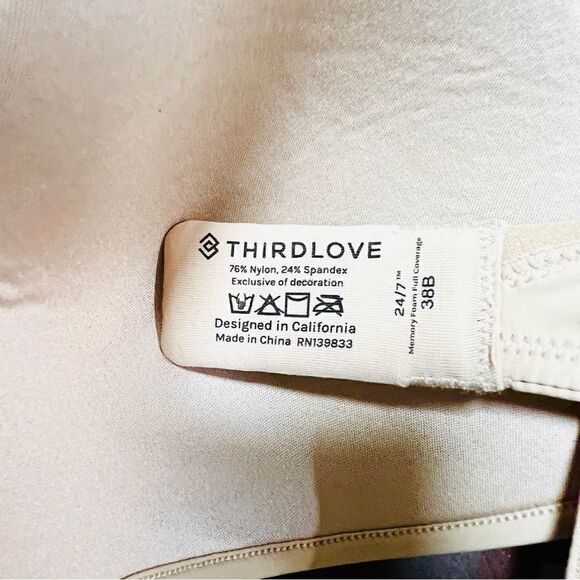 THIRDLOVE
76% Nylon, 24% Spandex
Exclusive of decoration
Designed in California
Made in China RN139833
24/7™
Memory Foam Full Coverage
38B